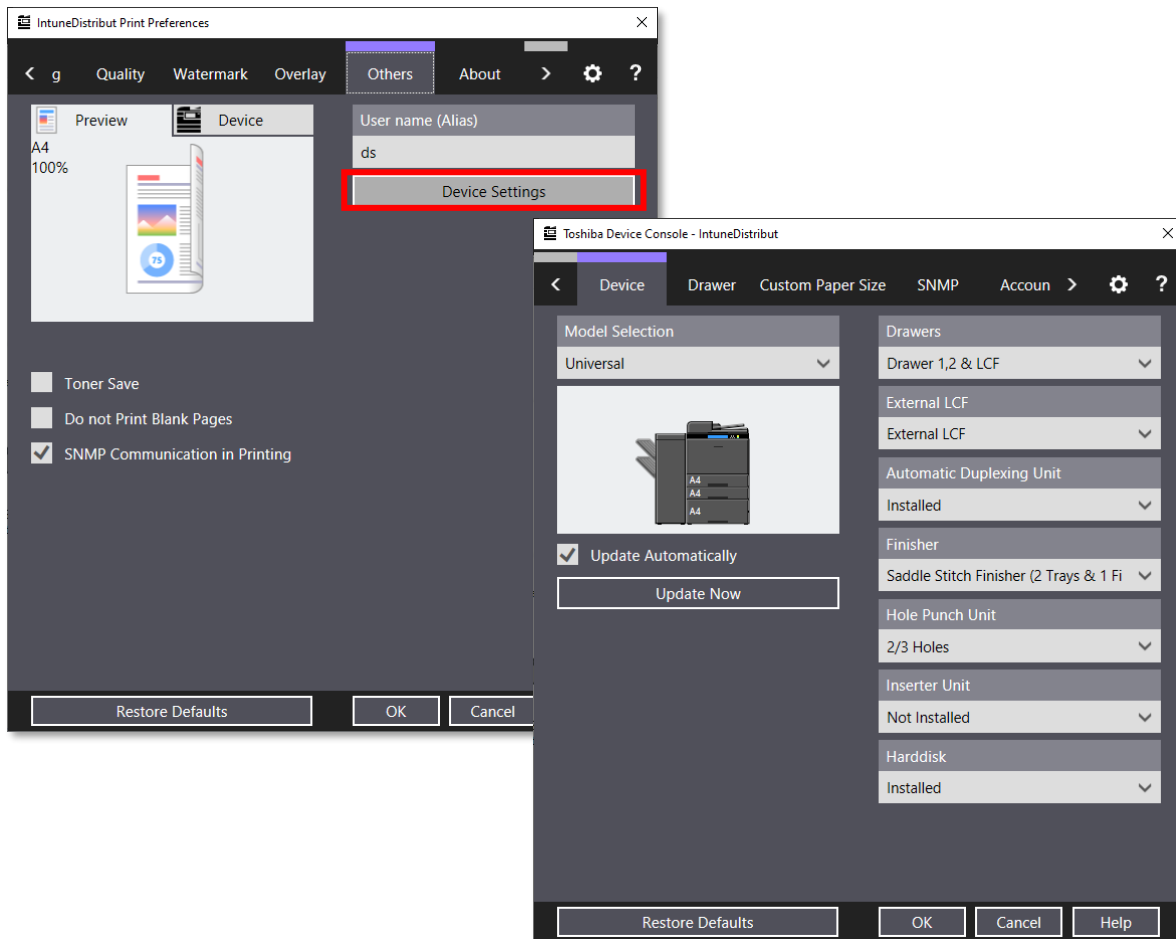 IntuneDistribut Print Preferences
g Quality Watermark Overlay Others About ?
Preview Device
A4
100%
75
User name (Alias)
ds
Device Settings
Toner Save
Do not Print Blank Pages
SNMP Communication in Printing
Restore Defaults OK Cancel
Toshiba Device Console - IntuneDistribut
Device Drawer Custom Paper Size SNMP Accoun ?
Model Selection
Universal
A4
A4
A4
Update Automatically
Update Now
Drawers
Drawer 1,2 & LCF
External LCF
External LCF
Automatic Duplexing Unit
Installed
Finisher
Saddle Stitch Finisher (2 Trays & 1 Fi
Hole Punch Unit
2/3 Holes
Inserter Unit
Not Installed
Harddisk
Installed
Restore Defaults OK Cancel Help